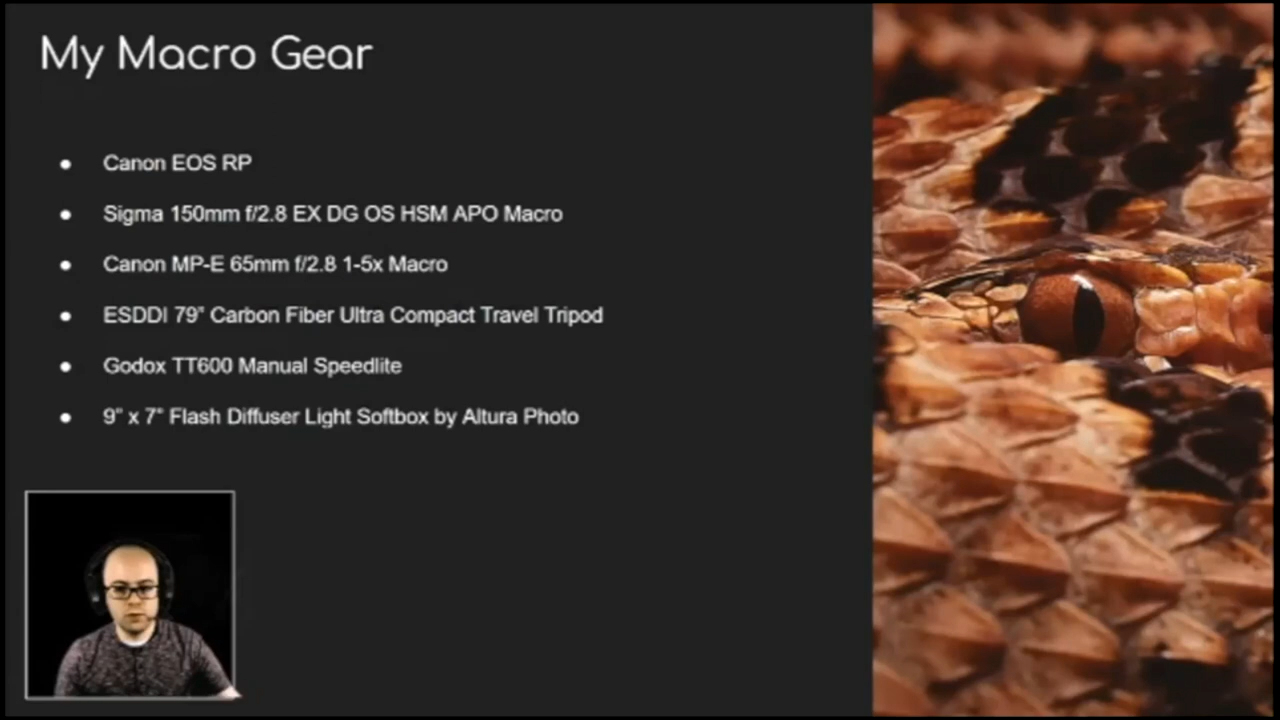 My Macro Gear
● Canon EOS RP
● Sigma 150mm f/2.8 EX DG OS HSM APO Macro
● Canon MP-E 65mm f/2.8 1-5x Macro
● ESDDI 79" Carbon Fiber Ultra Compact Travel Tripod
● Godox TT600 Manual Speedlite
● 9" x 7" Flash Diffuser Light Softbox by Altura Photo